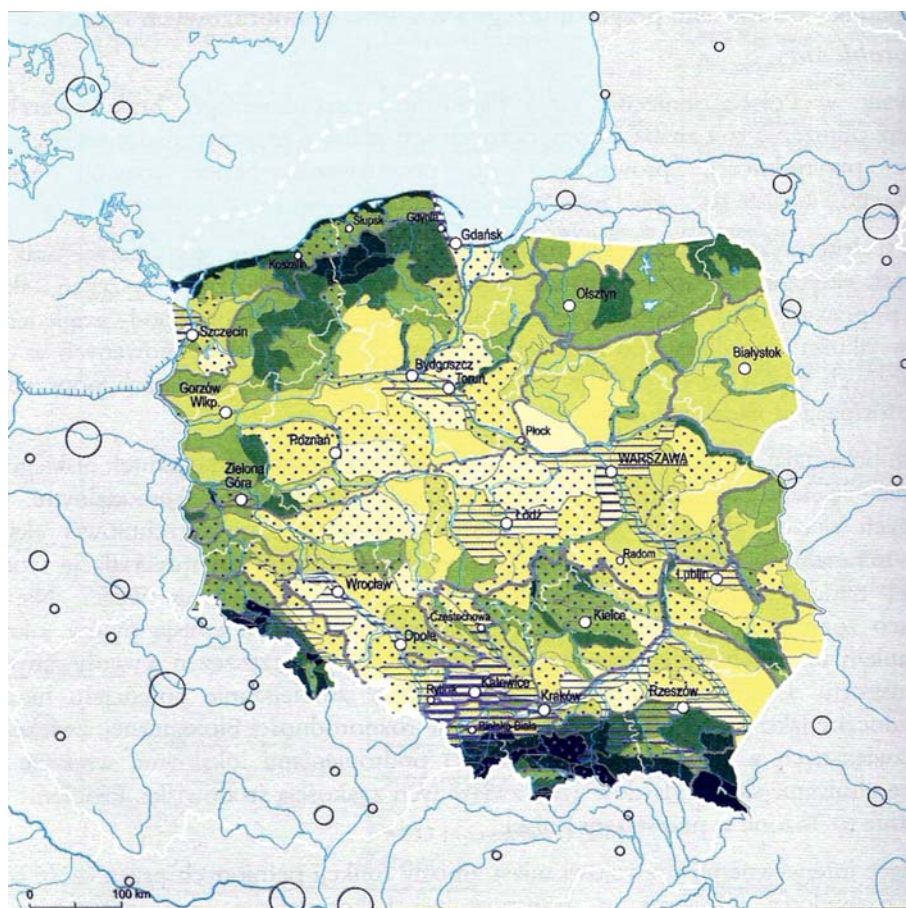 Słupsk
Gdynia
Gdańsk
Koszalin
Olsztyn
Szczecin
Białystok
Bydgoszcz
Toruń
Gorzów
Wlkp.
Płock
Poznań
WARSZAWA
Zielona
Góra
Łódź
Radom
Lublin
Wrocław
Częstochowa
Kielce
Opole
Rybnik
Katowice
Kraków
Rzeszów
Bielsko-Biała
0 100 km